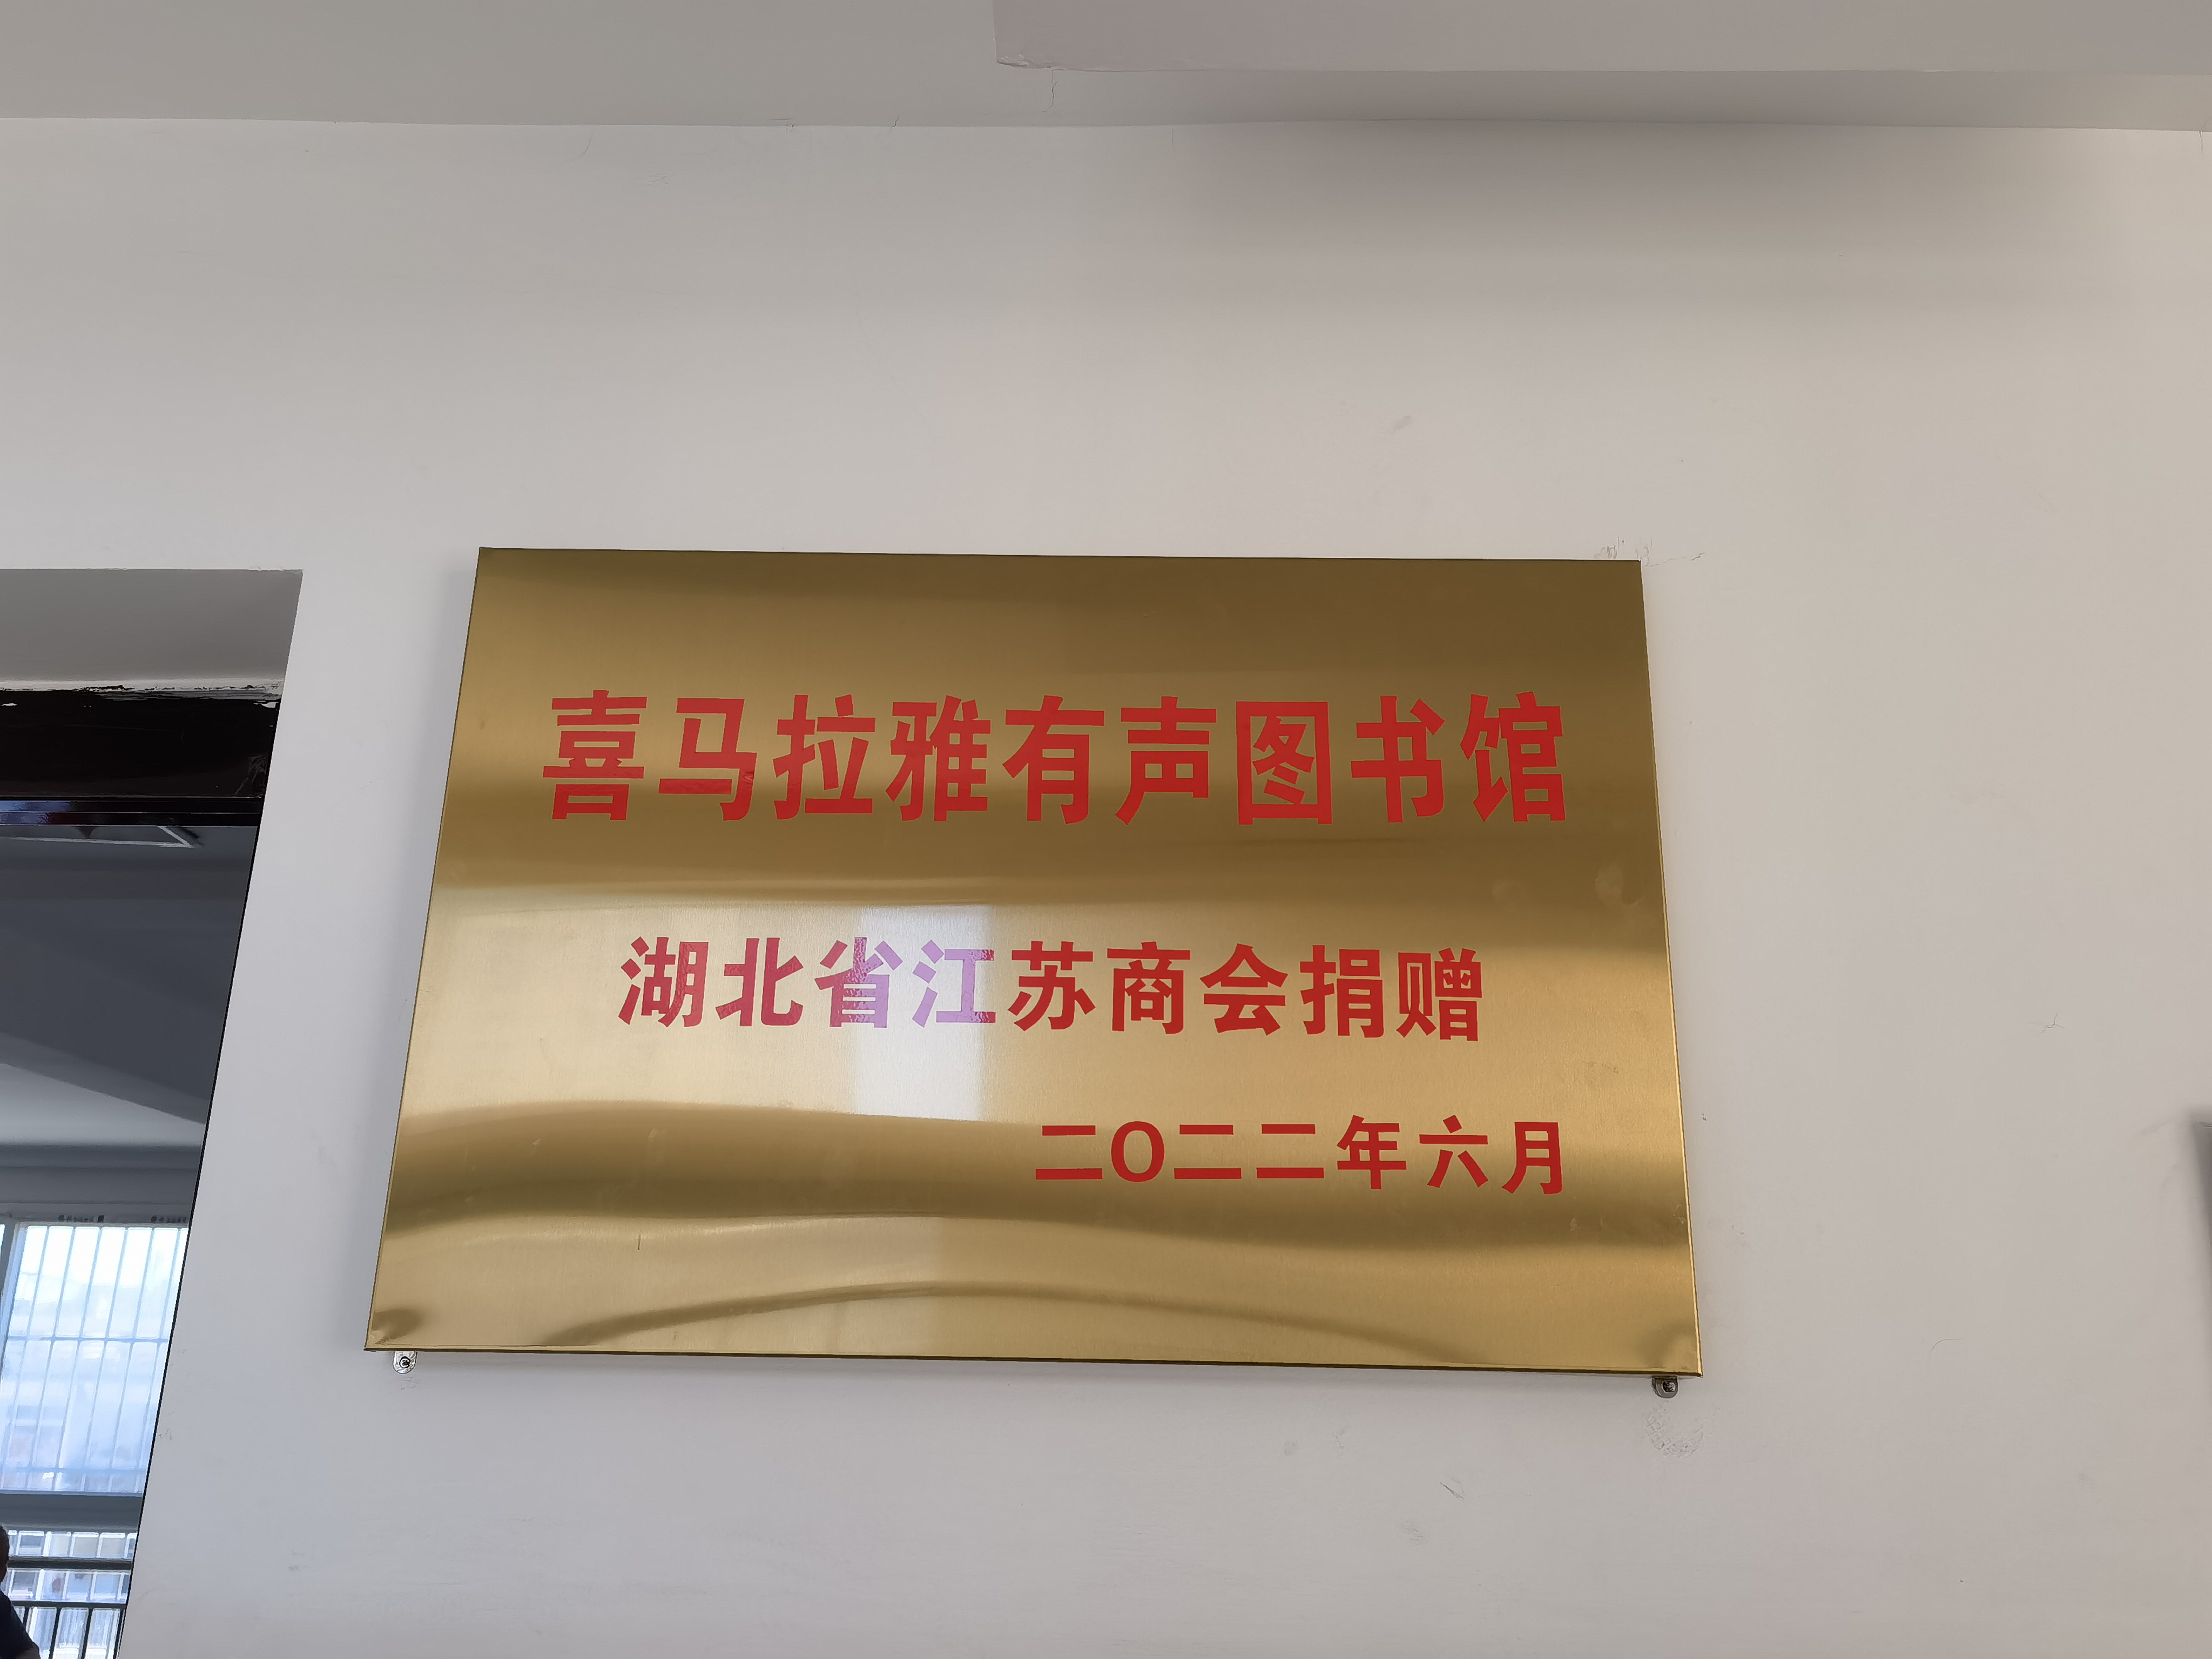 喜马拉雅有声图书馆
湖北省江苏商会捐赠
二〇二二年六月